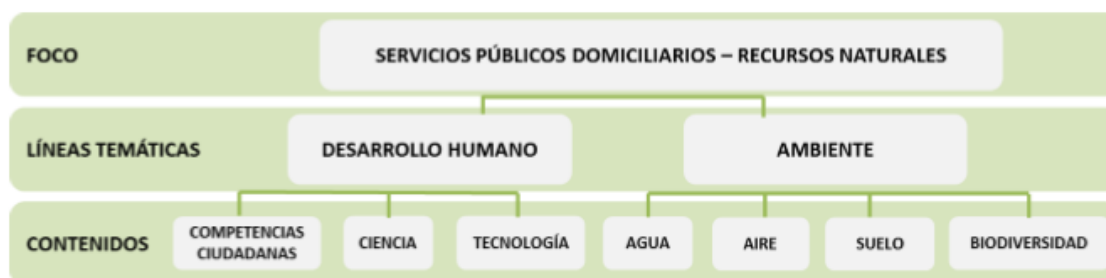 FOCO
SERVICIOS PÚBLICOS DOMICILIARIOS – RECURSOS NATURALES
LÍNEAS TEMÁTICAS
DESARROLLO HUMANO
AMBIENTE
CONTENIDOS
COMPETENCIAS
CIUDADANAS
CIENCIA
TECNOLOGÍA
AGUA
AIRE
SUELO
BIODIVERSIDAD